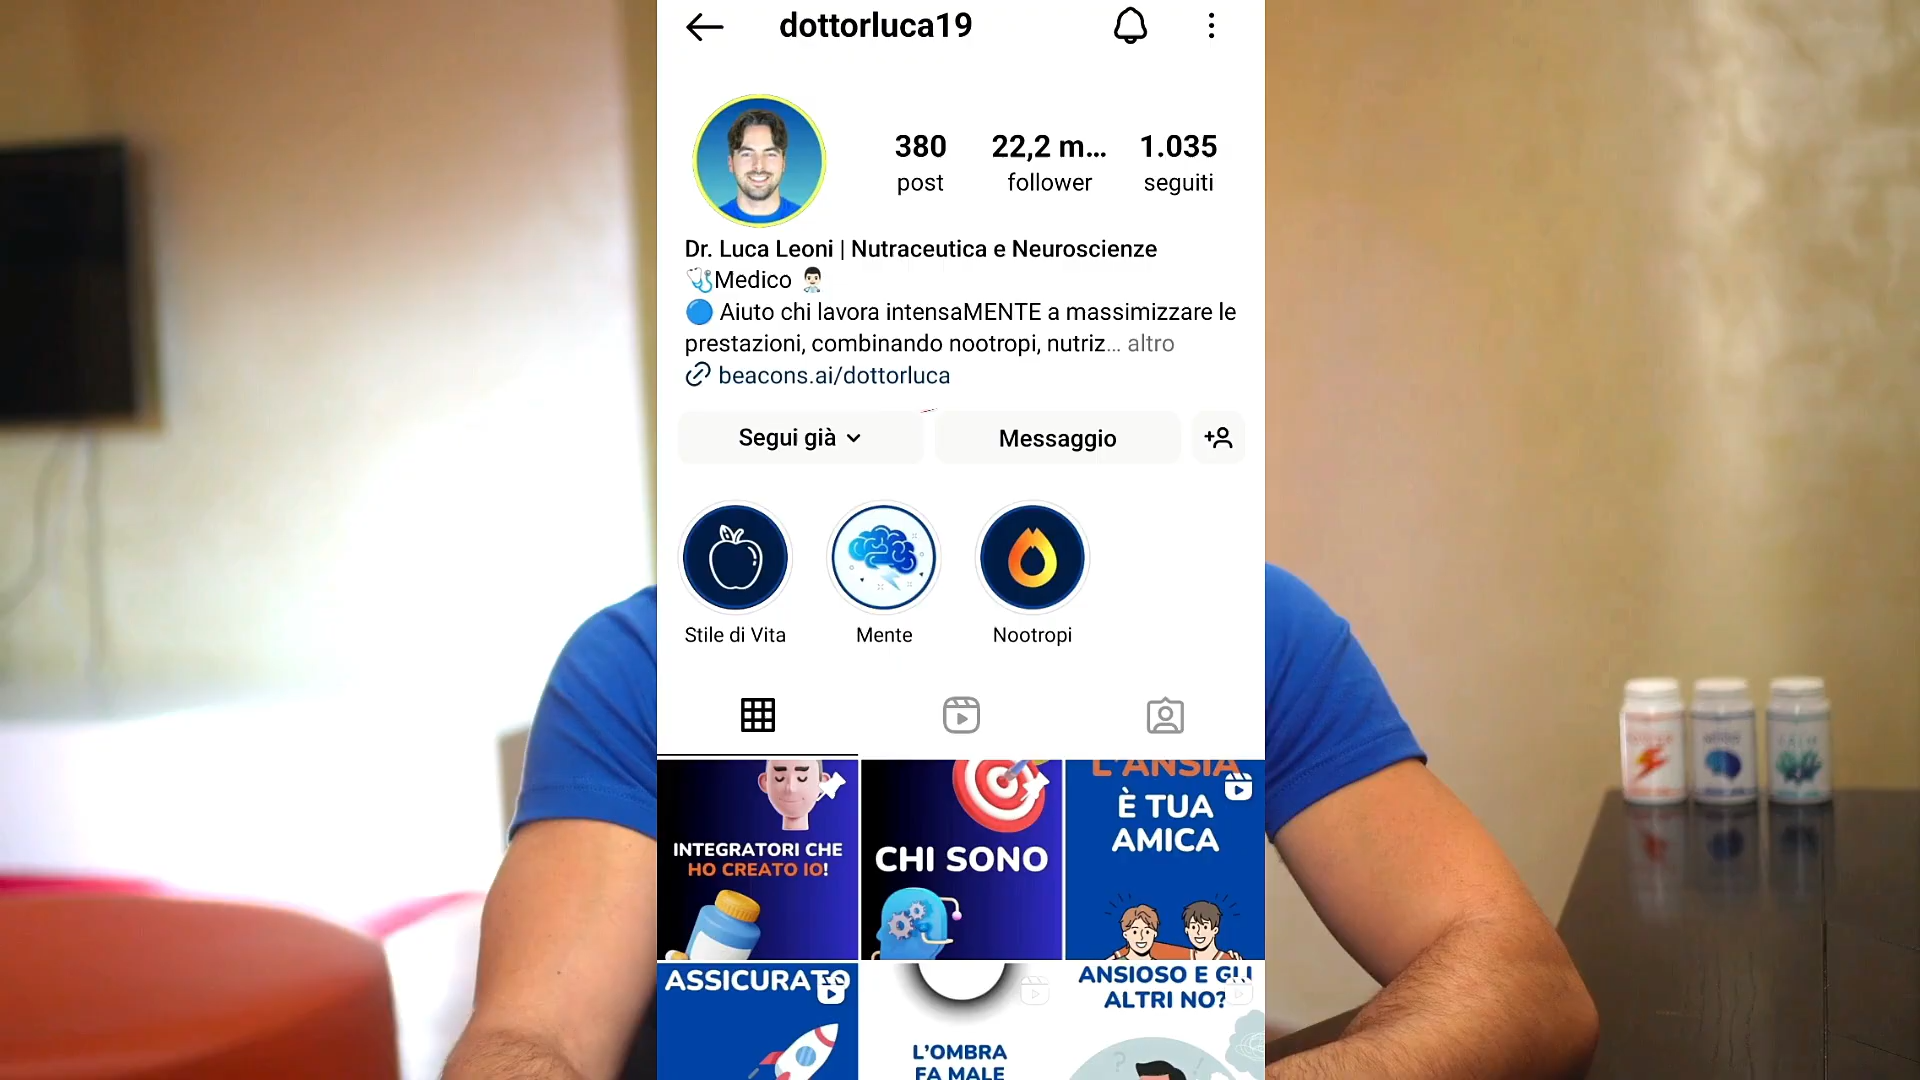 dottorluca19
380
22,2 m...
1.035
post
follower
seguiti
Dr. Luca Leoni | Nutraceutica e Neuroscienze
Medico
Aiuto chi lavora intensaMENTE a massimizzare le
prestazioni, combinando nootropi, nutriz... altro
beacons.ai/dottorluca
Segui già
Messaggio
Stile di Vita
Mente
Nootropi
INTEGRATORI CHE
HO CREATO IO!
CHI SONO
L'ANSIA
È TUA
AMICA
ASSICURATO
L'OMBRA
FA MALE
ANSIOSO E GLI
ALTRI NO?